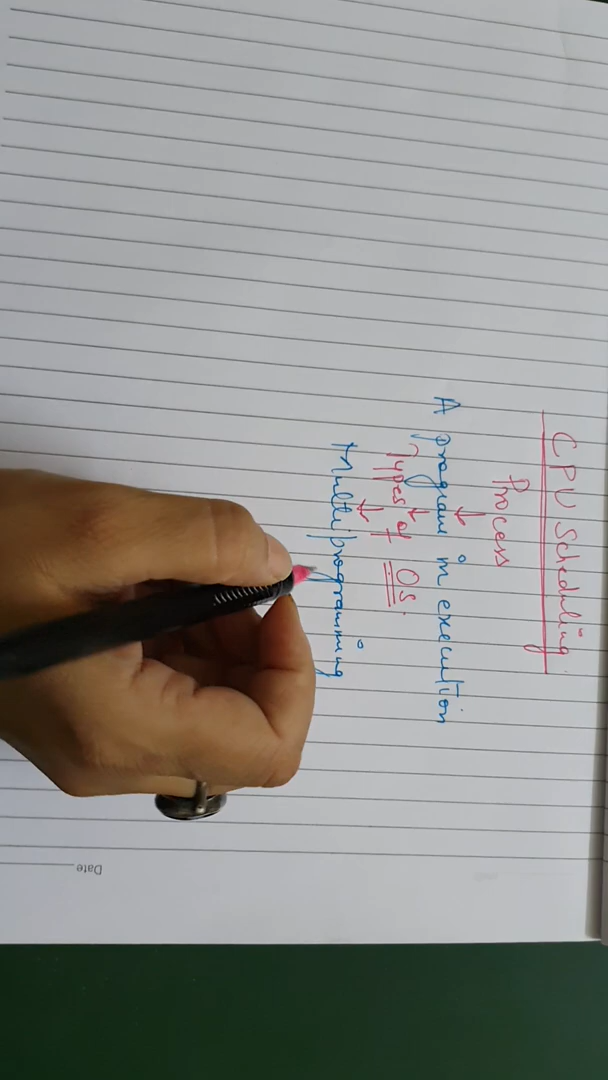 CPU Scheduling
Process
A program in execution
Types of OS.
Multiprogramming
Date